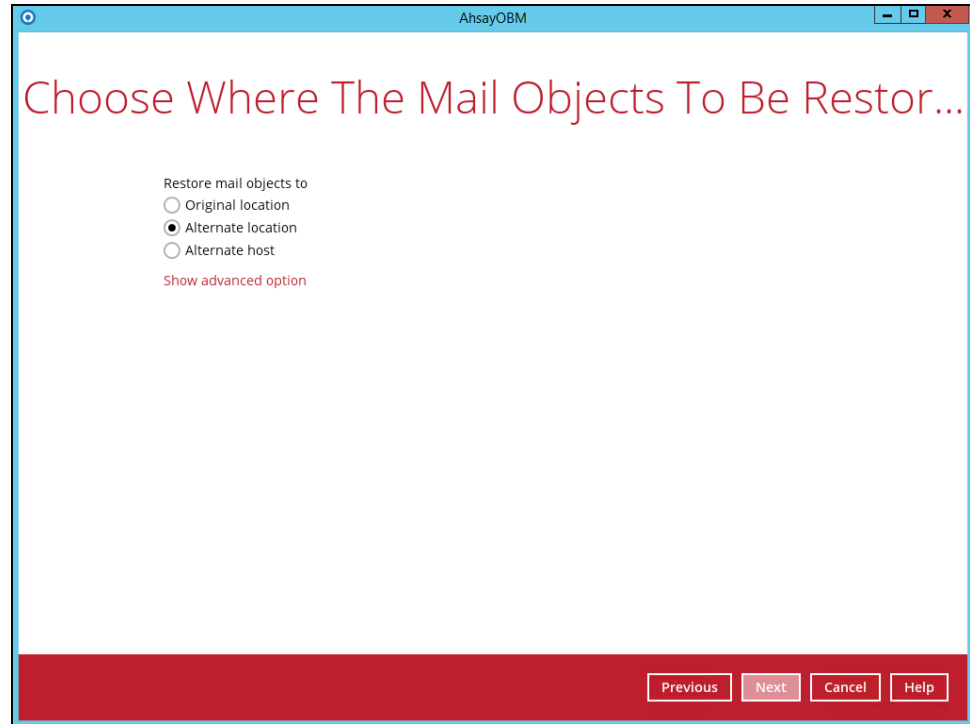 AhsayOBM
Choose Where The Mail Objects To Be Restor...
Restore mail objects to
Original location
Alternate location
Alternate host
Show advanced option
Previous Next Cancel Help